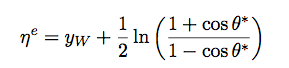 η^e = y_W + \frac{1}{2} \ln \left( \frac{1 + \cos θ^*}{1 - \cos θ^*} \right)